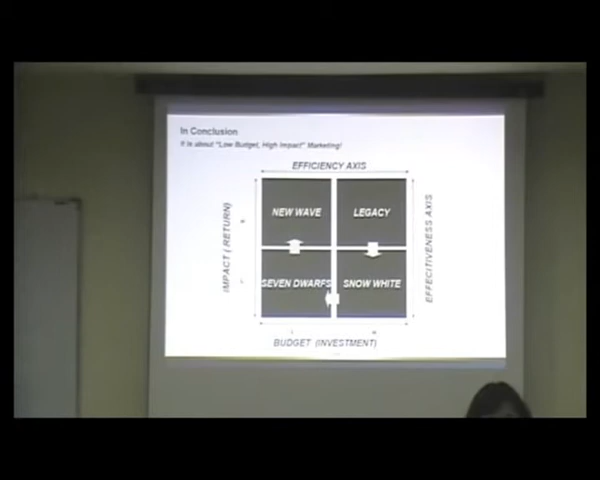 In Conclusion
It is about "Low Budget, High Impact" Marketing!
EFFICIENCY AXIS
NEW WAVE
LEGACY
IMPACT (RETURN)
EFFECITIVENESS AXIS
SEVEN DWARFS
SNOW WHITE
BUDGET (INVESTMENT)